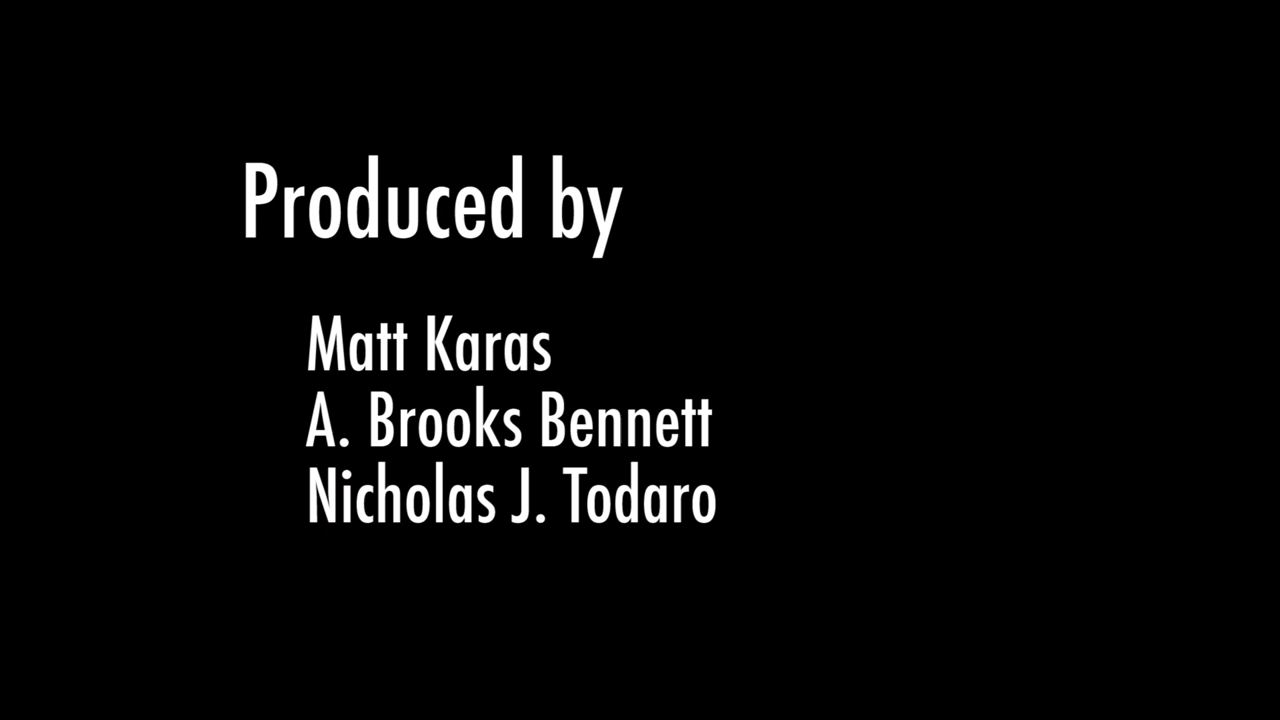 Produced by
Matt Karas
A. Brooks Bennett
Nicholas J. Todaro